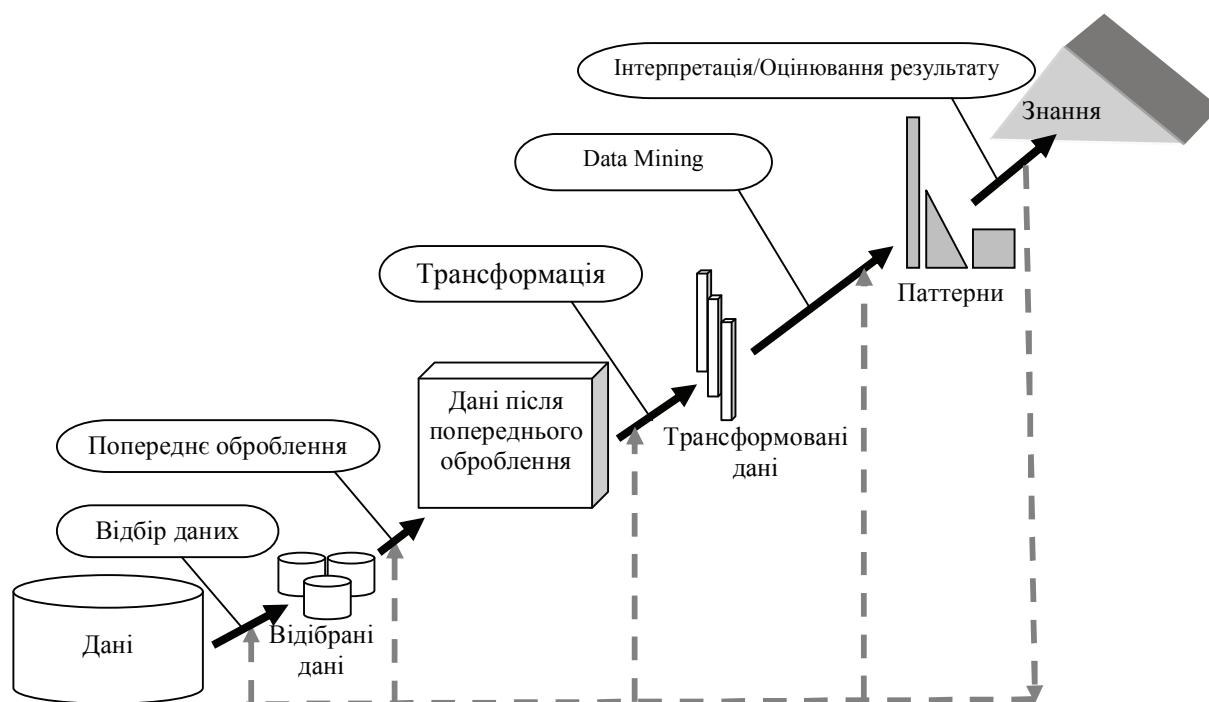 Інтерпретація/Оцінювання результату
Знання
Data Mining
Трансформація
Паттерни
Дані після
попереднього
оброблення
Трансформовані
дані
Попереднє оброблення
Відбір даних
Відібрані
дані
Дані